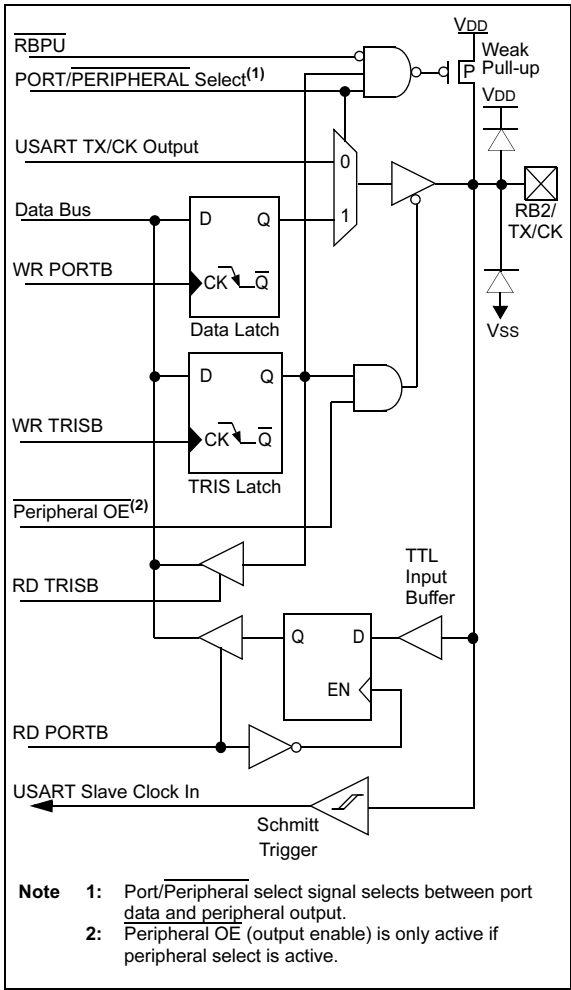 VDD
RBPU
Weak
Pull-up
P
PORT/PERIPHERAL Select(1)
VDD
USART TX/CK Output
0
Data Bus
D Q
1
RB2/
TX/CK
WR PORTB
CK Q
Data Latch
VSS
D Q
WR TRISB
CK Q
TRIS Latch
Peripheral OE(2)
TTL
Input
Buffer
RD TRISB
Q D
EN
RD PORTB
USART Slave Clock In
Schmitt
Trigger
Note 1: Port/Peripheral select signal selects between port
data and peripheral output.
2: Peripheral OE (output enable) is only active if
peripheral select is active.